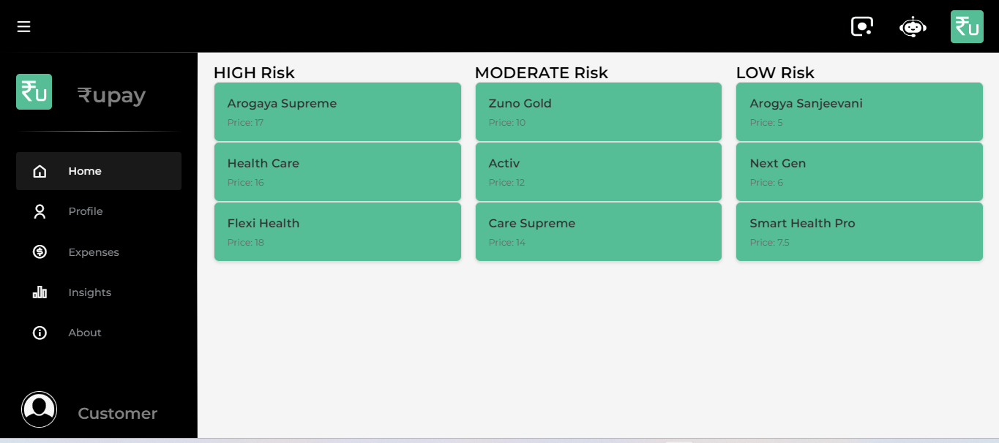 ₹u
₹u
₹upay
Home
Profile
Expenses
Insights
About
Customer
HIGH Risk
Arogaya Supreme
Price: 17
Health Care
Price: 16
Flexi Health
Price: 18
MODERATE Risk
Zuno Gold
Price: 10
Activ
Price: 12
Care Supreme
Price: 14
LOW Risk
Arogya Sanjeevani
Price: 5
Next Gen
Price: 6
Smart Health Pro
Price: 7.5